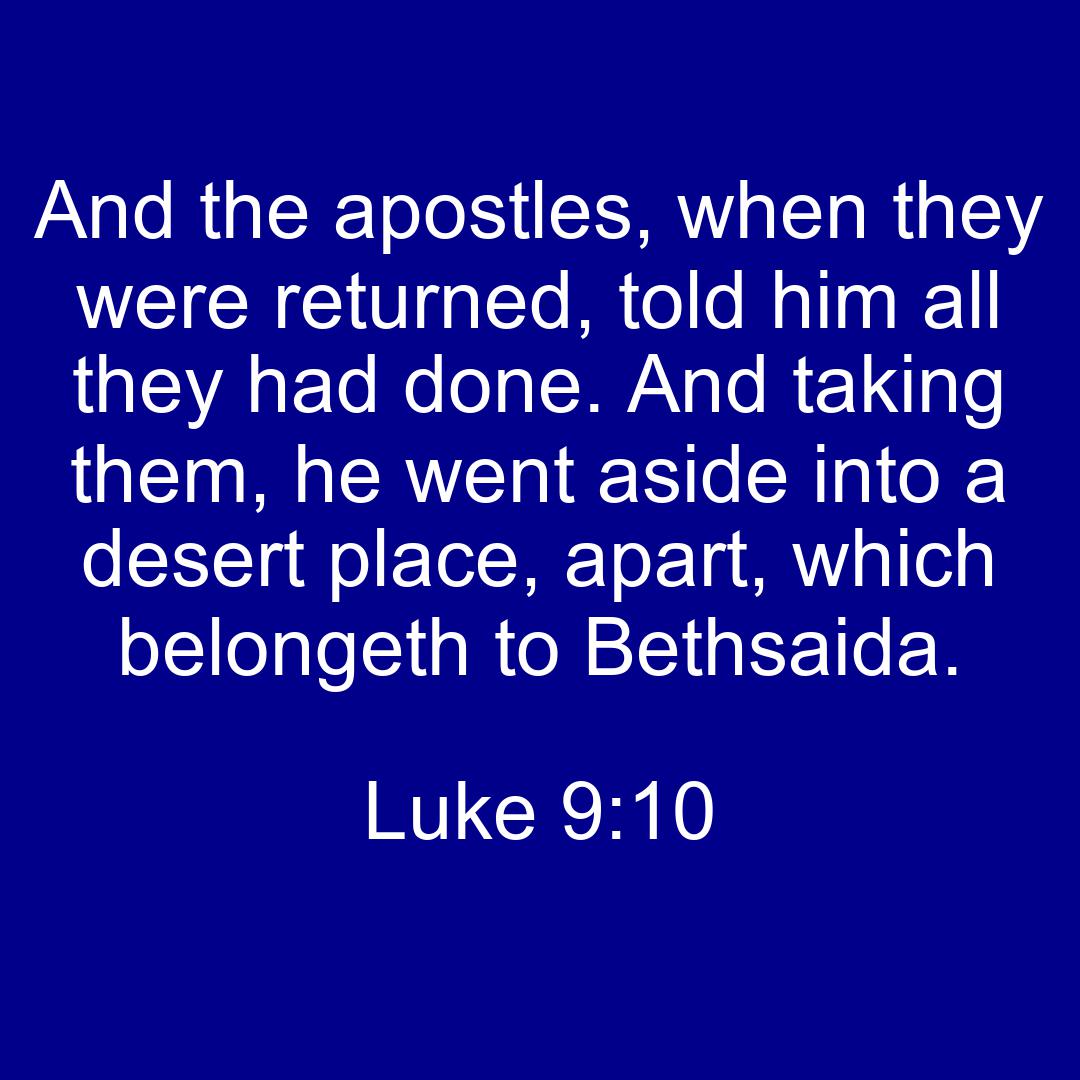 And the apostles, when they
were returned, told him all
they had done. And taking
them, he went aside into a
desert place, apart, which
belongeth to Bethsaida.
Luke 9:10